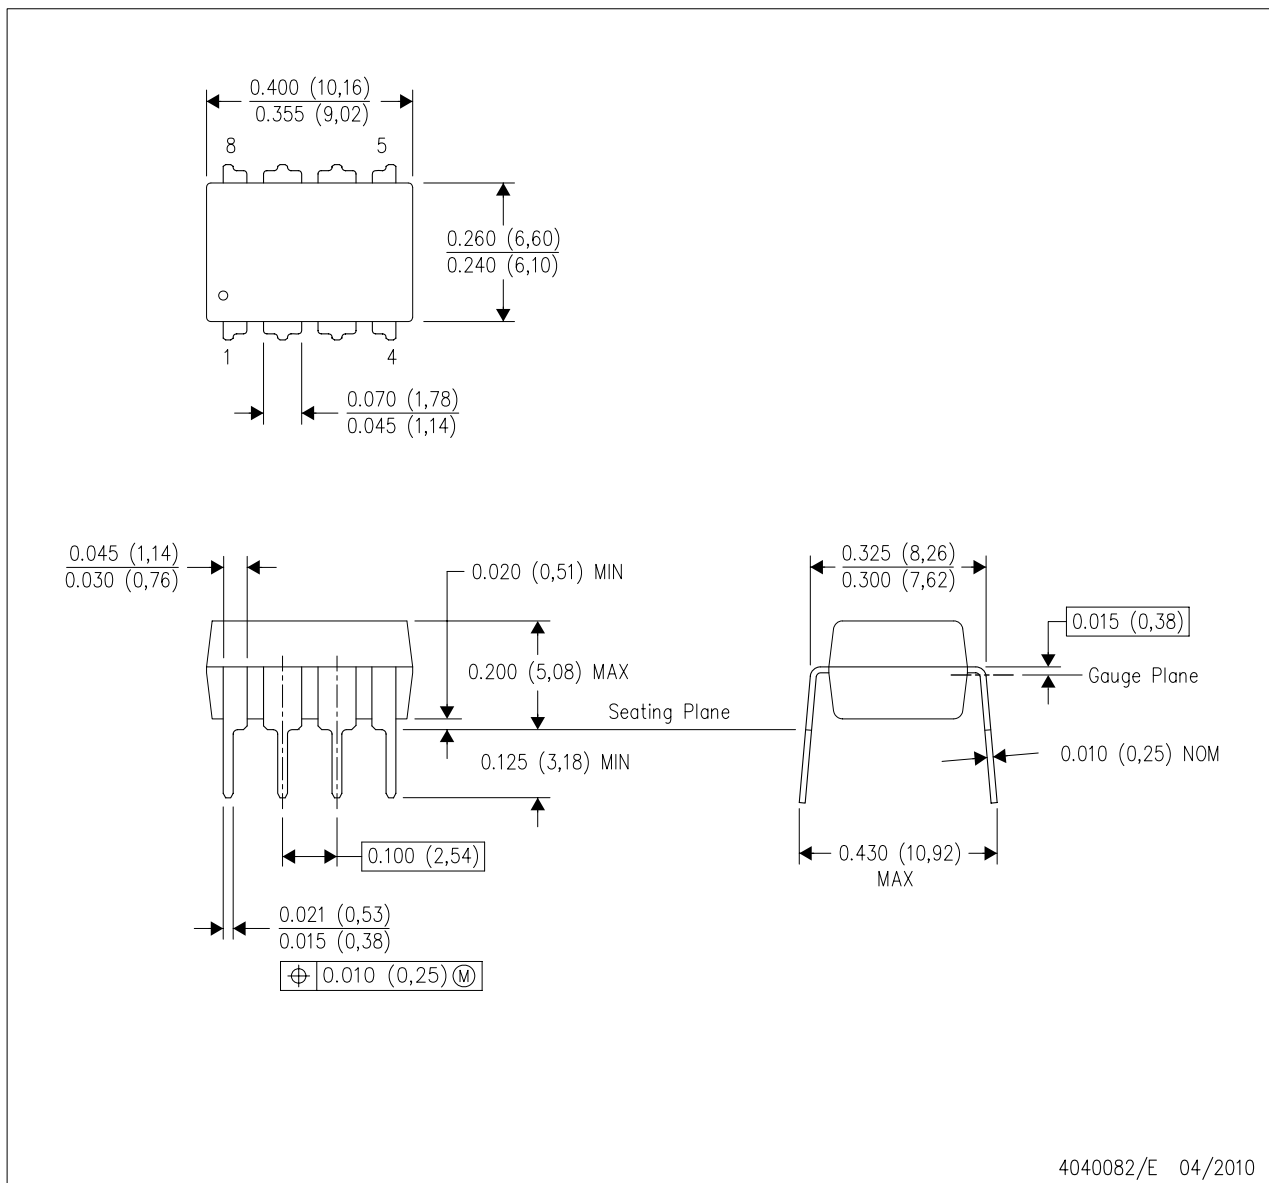 0.400 (10,16)
0.355 (9,02)
8
5
0.260 (6,60)
0.240 (6,10)
1
4
0.070 (1,78)
0.045 (1,14)
0.045 (1,14)
0.030 (0,76)
0.020 (0,51) MIN
0.200 (5,08) MAX
Seating Plane
0.125 (3,18) MIN
0.100 (2,54)
0.021 (0,53)
0.015 (0,38)
⌖ 0.010 (0,25) Ⓜ
0.325 (8,26)
0.300 (7,62)
0.015 (0,38)
Gauge Plane
0.010 (0,25) NOM
0.430 (10,92)
MAX
4040082/E 04/2010